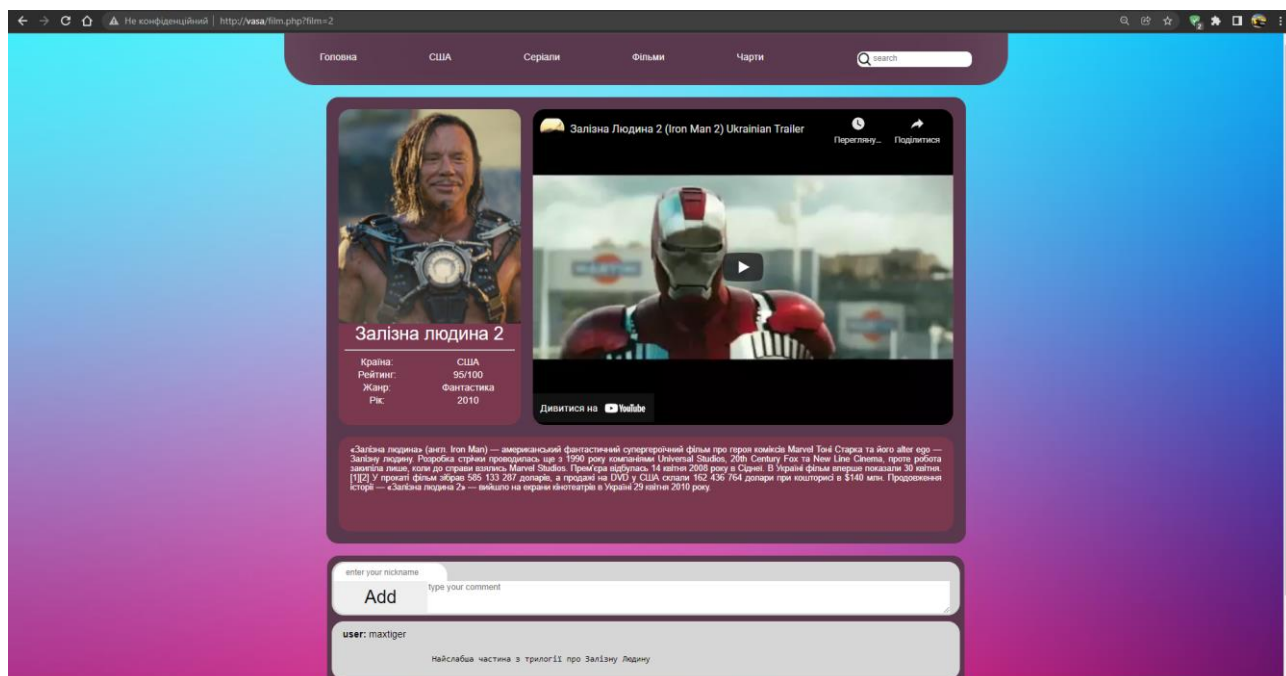 Не конфіденційний | http://vasa/film.php?film=2
Головна США Серіали Фільми Чарти search
Залізна Людина 2 (Iron Man 2) Ukrainian Trailer
Перегляну... Поділитися
MARTINI
Дивитися на YouTube
Залізна людина 2
Країна: США
Рейтинг: 95/100
Жанр: Фантастика
Рік: 2010
«Залізна людина» (англ. Iron Man) — американський фантастичний супергероїчний фільм про героя коміксів Marvel Тоні Старка та його alter ego —
Залізну людину. Розробка стрічки проводилась ще з 1990 року компаніями Universal Studios, 20th Century Fox та New Line Cinema, проте робота
закипіла лише, коли до справи взялись Marvel Studios. Прем'єра відбулась 14 квітня 2008 року в Сіднеї. В Україні фільм вперше показали 30 квітня.
[1][2] У прокаті фільм зібрав 585 133 287 доларів, а продажі на DVD у США склали 162 436 764 долари при кошторисі в $140 млн. Продовження
історії — «Залізна людина 2» — вийшло на екрани кінотеатрів в Україні 29 квітня 2010 року.
enter your nickname
Add
type your comment
user: maxtiger
Найслабша частина з трилогії про Залізну Людину